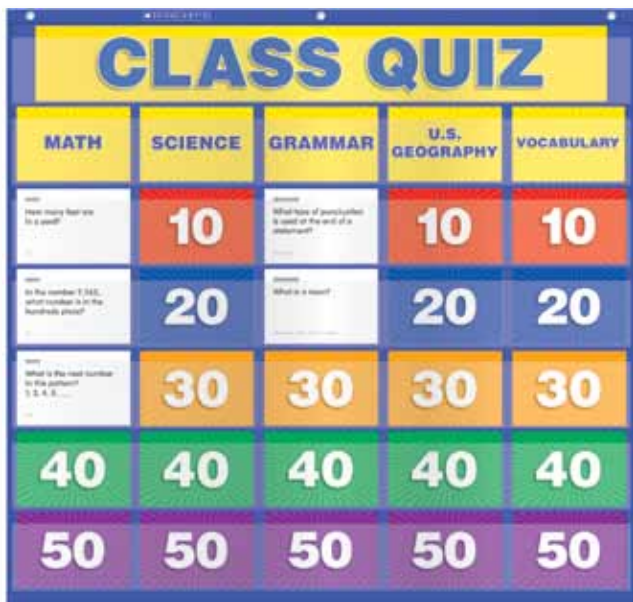 SCHOLASTIC
CLASS QUIZ
MATH SCIENCE GRAMMAR U.S. GEOGRAPHY VOCABULARY
How many feet are
in a yard?
10
What type of punctuation
is used at the end of a
statement?
10 10
In the number
what number is in the
hundreds place?
20
What is a noun?
20 20
What is the next number
in this pattern?
30 30 30 30
40 40 40 40 40
50 50 50 50 50